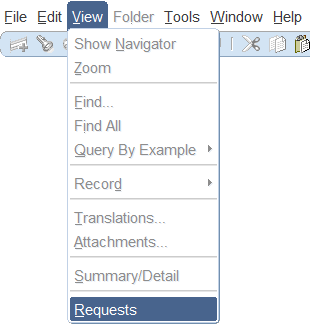 File Edit View Folder Tools Window Help
Show Navigator
Zoom
Find...
Find All
Query By Example
Record
Translations...
Attachments...
Summary/Detail
Requests